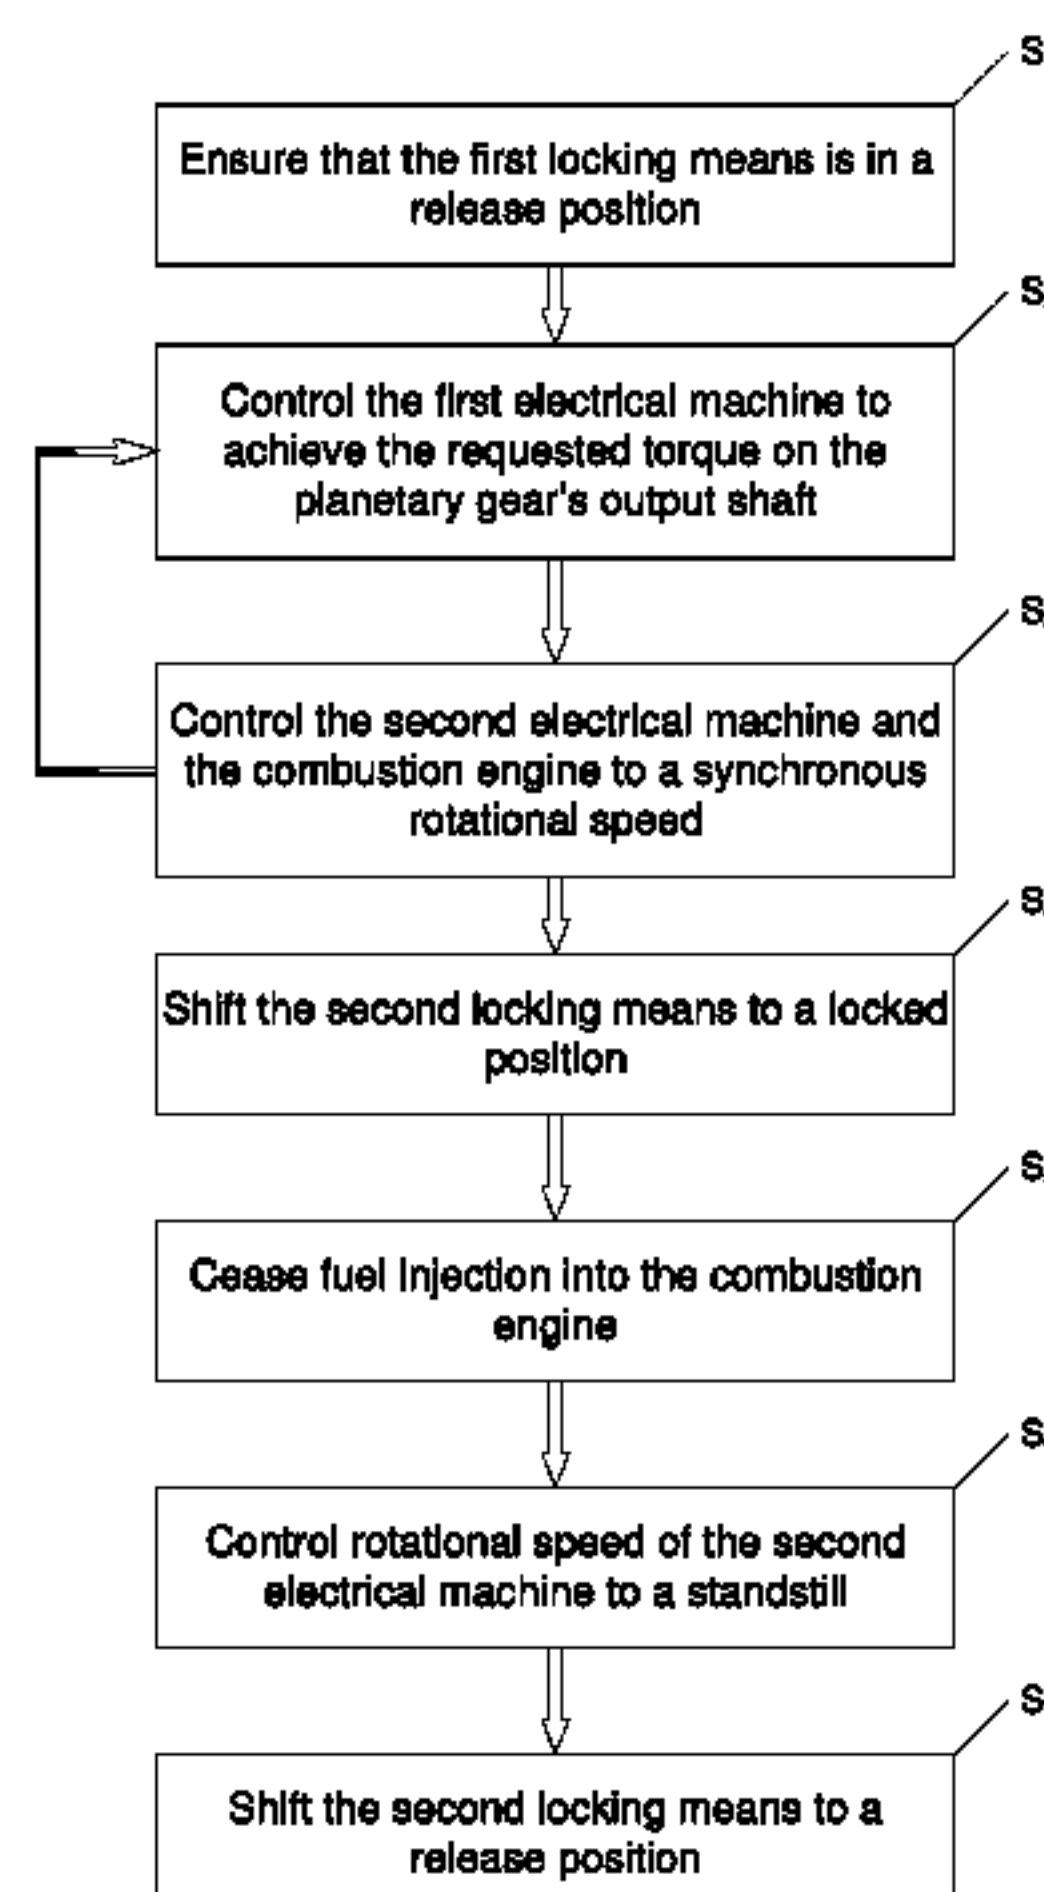 S
Ensure that the first locking means is in a
release position
S
Control the first electrical machine to
achieve the requested torque on the
planetary gear's output shaft
S
Control the second electrical machine and
the combustion engine to a synchronous
rotational speed
S
Shift the second locking means to a locked
position
S
Cease fuel injection into the combustion
engine
S
Control rotational speed of the second
electrical machine to a standstill
S
Shift the second locking means to a
release position